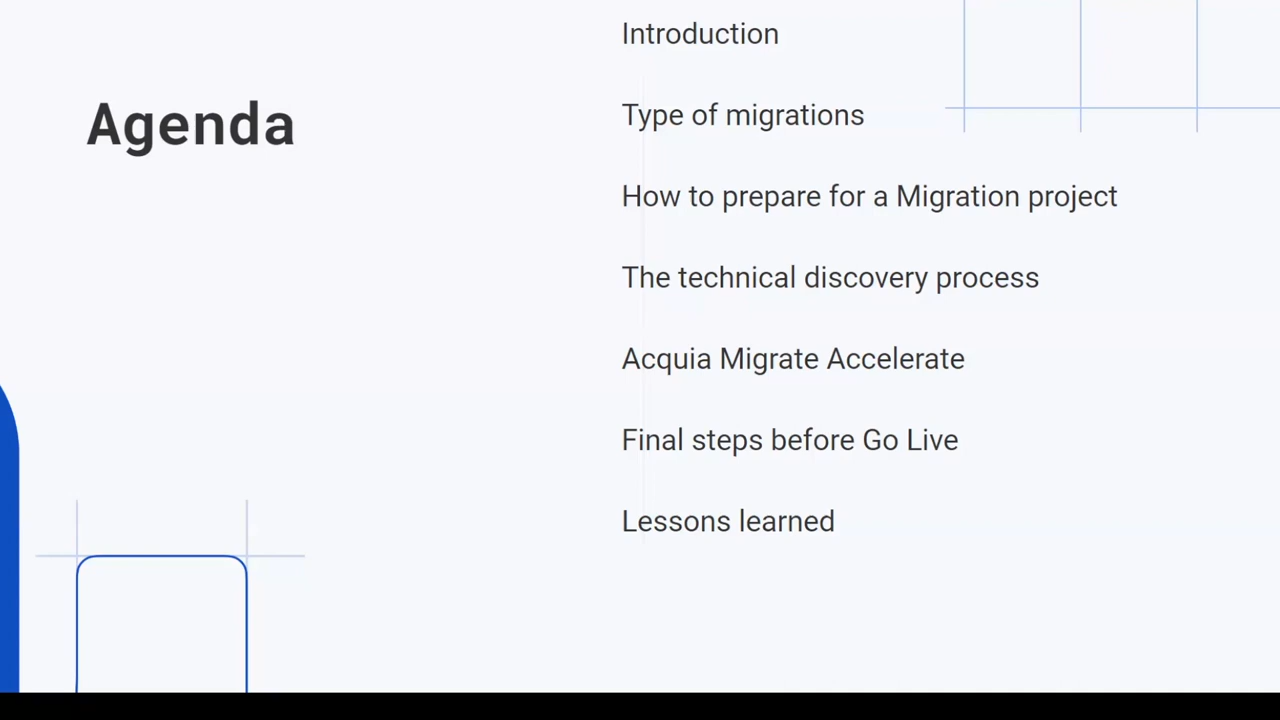 Agenda
Introduction
Type of migrations
How to prepare for a Migration project
The technical discovery process
Acquia Migrate Accelerate
Final steps before Go Live
Lessons learned